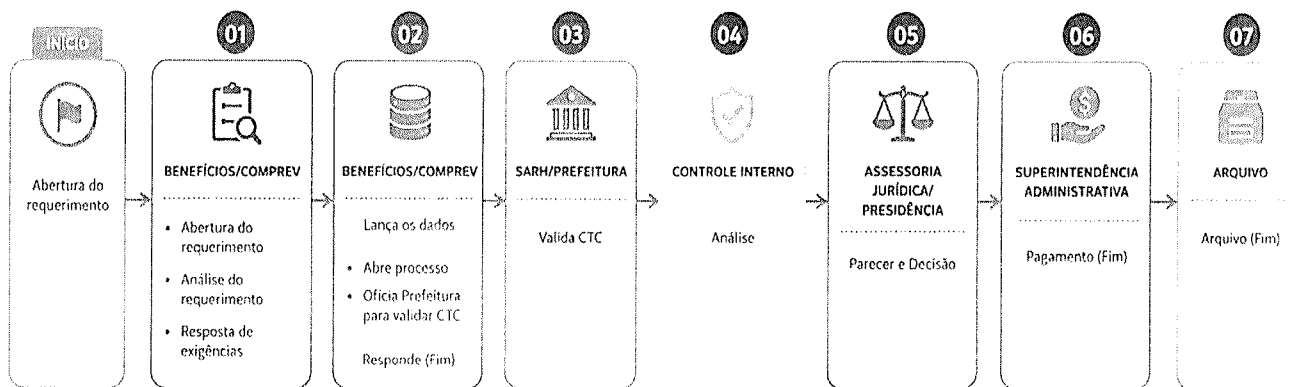 INÍCIO
Abertura do
requerimento
01
BENEFÍCIOS/COMPREV
• Abertura do
requerimento
• Análise do
requerimento
• Resposta de
exigências
02
BENEFÍCIOS/COMPREV
Lança os dados
• Abre processo
• Oficia Prefeitura
para validar CTC
Responde (Fim)
03
SARH/PREFEITURA
Valida CTC
04
CONTROLE INTERNO
Análise
05
ASSESSORIA
JURÍDICA/
PRESIDÊNCIA
Parecer e Decisão
06
SUPERINTENDÊNCIA
ADMINISTRATIVA
Pagamento (Fim)
07
ARQUIVO
Arquivo (Fim)